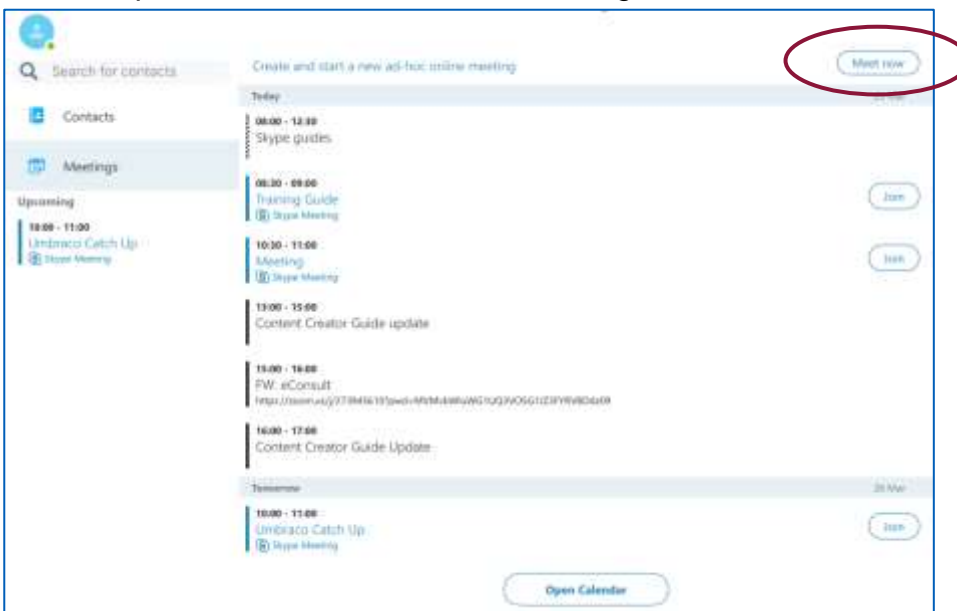 Search for contacts
Contacts
Meetings
Upcoming
10:00 - 11:00
Umbraco Catch Up
Skype Meeting
Create and start a new ad-hoc online meeting
Meet now
Today
08:00 - 12:30
Skype guides
08:30 - 09:00
Training Guide
Skype Meeting
Join
10:30 - 11:00
Meeting
Skype Meeting
Join
13:00 - 15:00
Content Creator Guide update
15:00 - 16:00
FW: eConsult
16:00 - 17:00
Content Creator Guide Update
Tomorrow
10:00 - 11:00
Umbraco Catch Up
Skype Meeting
Join
Open Calendar